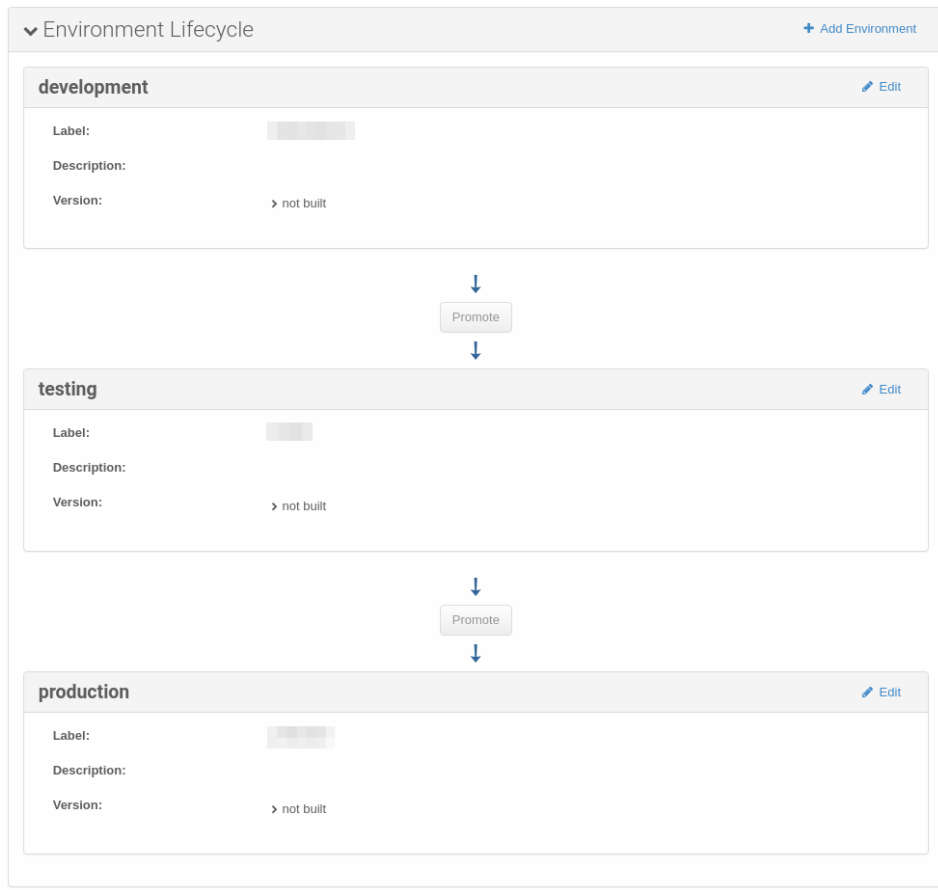 Environment Lifecycle
Add Environment
development
Edit
Label:
Description:
Version:
not built
Promote
testing
Edit
Label:
Description:
Version:
not built
Promote
production
Edit
Label:
Description:
Version:
not built